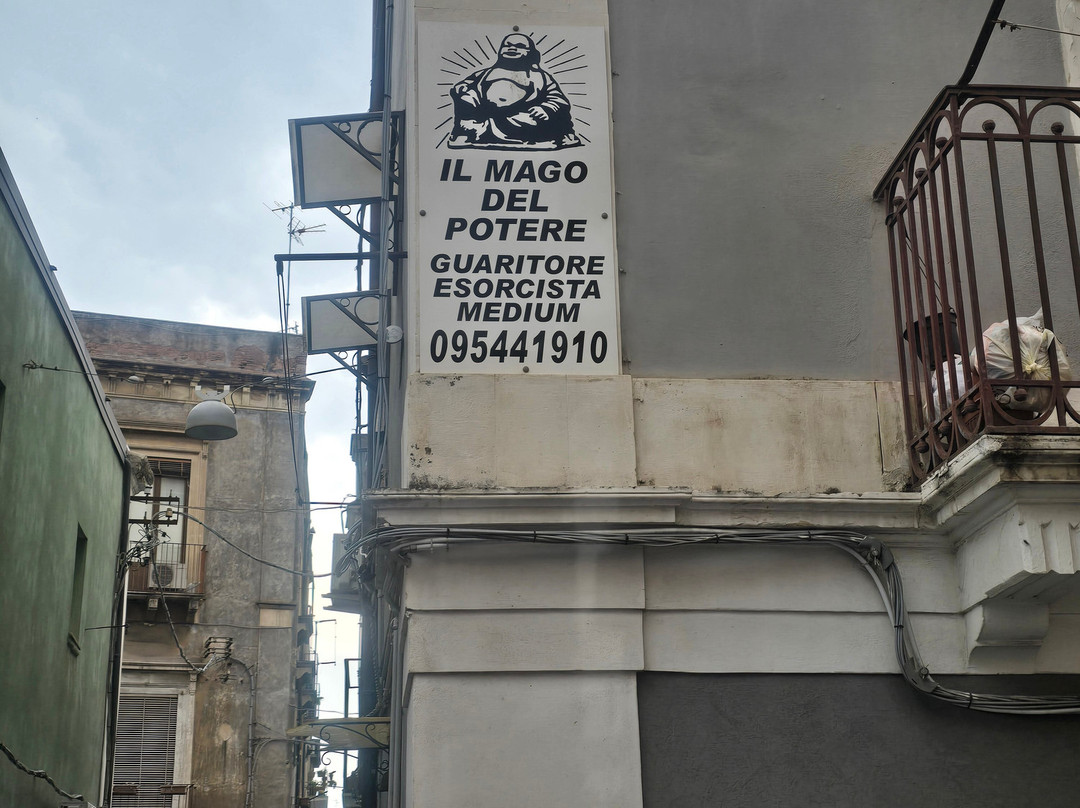 IL MAGO
DEL
POTERE
GUARITORE
ESORCISTA
MEDIUM
095441910